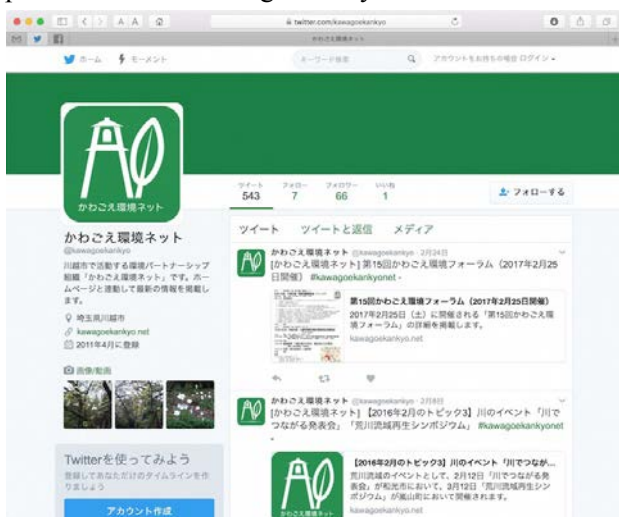 twitter.com/kawagoekankyo
かわごえ環境ネット
ホーム モーメント
キーワード検索
アカウントをお持ちの場合 ログイン
かわごえ環境ネット
ツイート フォロー フォロワー いいね
543 7 66 1
フォローする
かわごえ環境ネット
@kawagoekankyo
川越市で活動する環境パートナーシップ
組織「かわごえ環境ネット」です。ホー
ムページと連動して最新の情報を掲載し
ます。
埼玉県川越市
kawagoekankyo.net
2011年4月に登録
画像/動画
Twitterを使ってみよう
登録してあなただけのタイムラインを作
りましょう
アカウント作成
ツイート ツイートと返信 メディア
かわごえ環境ネット @kawagoekankyo · 2月24日
[かわごえ環境ネット] 第15回かわごえ環境フォーラム（2017年2月25
日開催） #kawagoekankyonet -
第15回かわごえ環境フォーラム（2017年2月25日開催）
2017年2月25日（土）に開催される「第15回かわごえ環
境フォーラム」の詳細を掲載します。
kawagoekankyo.net
かわごえ環境ネット @kawagoekankyo · 2月8日
[かわごえ環境ネット] 【2016年2月のトピック3】川のイベント「川で
つながる発表会」「荒川流域再生シンポジウム」 #kawagoekankyonet
-
かわごえ環境ネット
【2016年2月のトピック3】川のイベント「川でつなが...
荒川流域のイベントとして、2月12日「川でつながる発
表会」が和光市において、3月12日「荒川流域再生シン
ポジウム」が嵐山町において開催されます。
kawagoekankyo.net